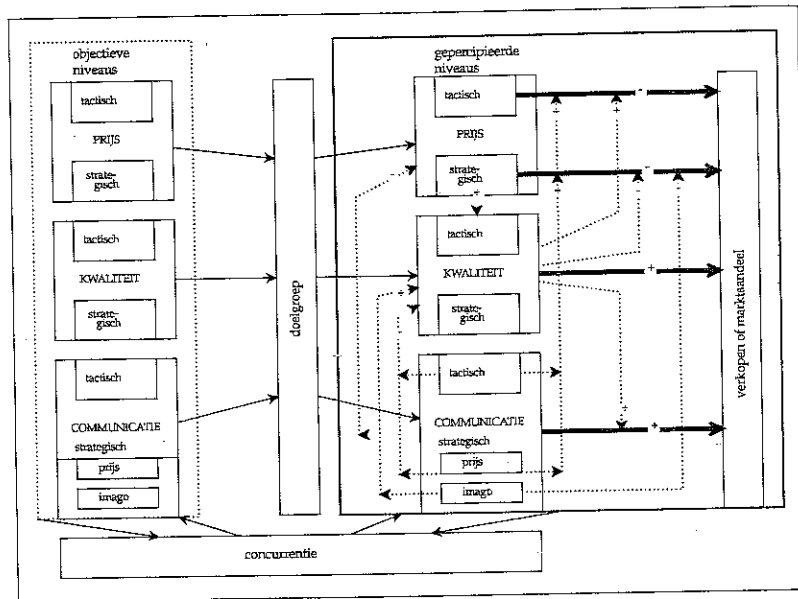 objectieve
niveaus
tactisch
PRIJS
strate-
gisch
tactisch
KWALITEIT
strate-
gisch
tactisch
COMMUNICATIE
strategisch
prijs
imago
doelgroep
gepercipieerde
niveaus
tactisch
PRIJS
strate-
gisch
tactisch
KWALITEIT
strate-
gisch
tactisch
COMMUNICATIE
strategisch
prijs
imago
verkopen of marktaandeel
concurrentie